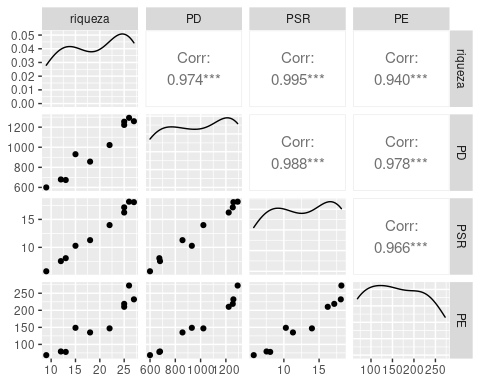 riqueza PD PSR PE
0.05
0.04
0.03
0.02
0.01
0.00
Corr:
0.974***
Corr:
0.995***
Corr:
0.940***
riqueza
1200
1000
800
600
Corr:
0.988***
Corr:
0.978***
PD
15
10
Corr:
0.966***
PSR
250
200
150
100
PE
10 15 20 25 600 800 1000 1200 10 15 100 150 200 250